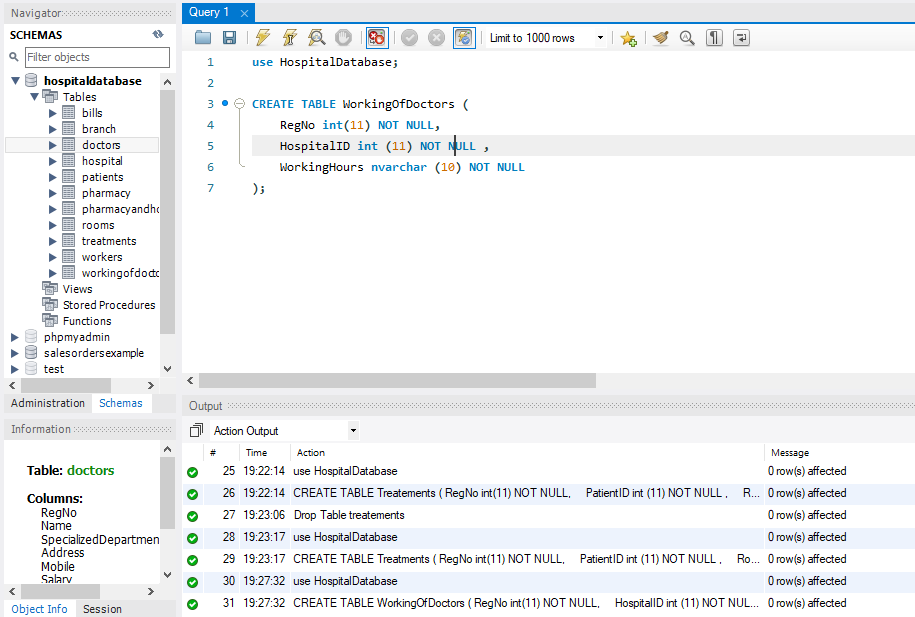 Navigator
SCHEMAS
Filter objects
hospitaldatabase
Tables
bills
branch
doctors
hospital
patients
pharmacy
pharmacyandho
rooms
treatments
workers
workingofdocto
Views
Stored Procedures
Functions
phpmyadmin
salesordersexample
test
Administration Schemas
Information
Table: doctors
Columns:
RegNo
Name
SpecializedDepartmen
Address
Mobile
Salary
Object Info Session
Query 1
Limit to 1000 rows
1 use HospitalDatabase;
2
3 CREATE TABLE WorkingOfDoctors (
4 RegNo int(11) NOT NULL,
5 HospitalID int (11) NOT NULL ,
6 WorkingHours nvarchar (10) NOT NULL
7 );
Output
Action Output
# Time Action Message
25 19:22:14 use HospitalDatabase 0 row(s) affected
26 19:22:14 CREATE TABLE Treatements ( RegNo int(11) NOT NULL, PatientID int (11) NOT NULL , R... 0 row(s) affected
27 19:23:06 Drop Table treatements 0 row(s) affected
28 19:23:17 use HospitalDatabase 0 row(s) affected
29 19:23:17 CREATE TABLE Treatments ( RegNo int(11) NOT NULL, PatientID int (11) NOT NULL , Ro... 0 row(s) affected
30 19:27:32 use HospitalDatabase 0 row(s) affected
31 19:27:32 CREATE TABLE WorkingOfDoctors ( RegNo int(11) NOT NULL, HospitalID int (11) NOT NUL... 0 row(s) affected